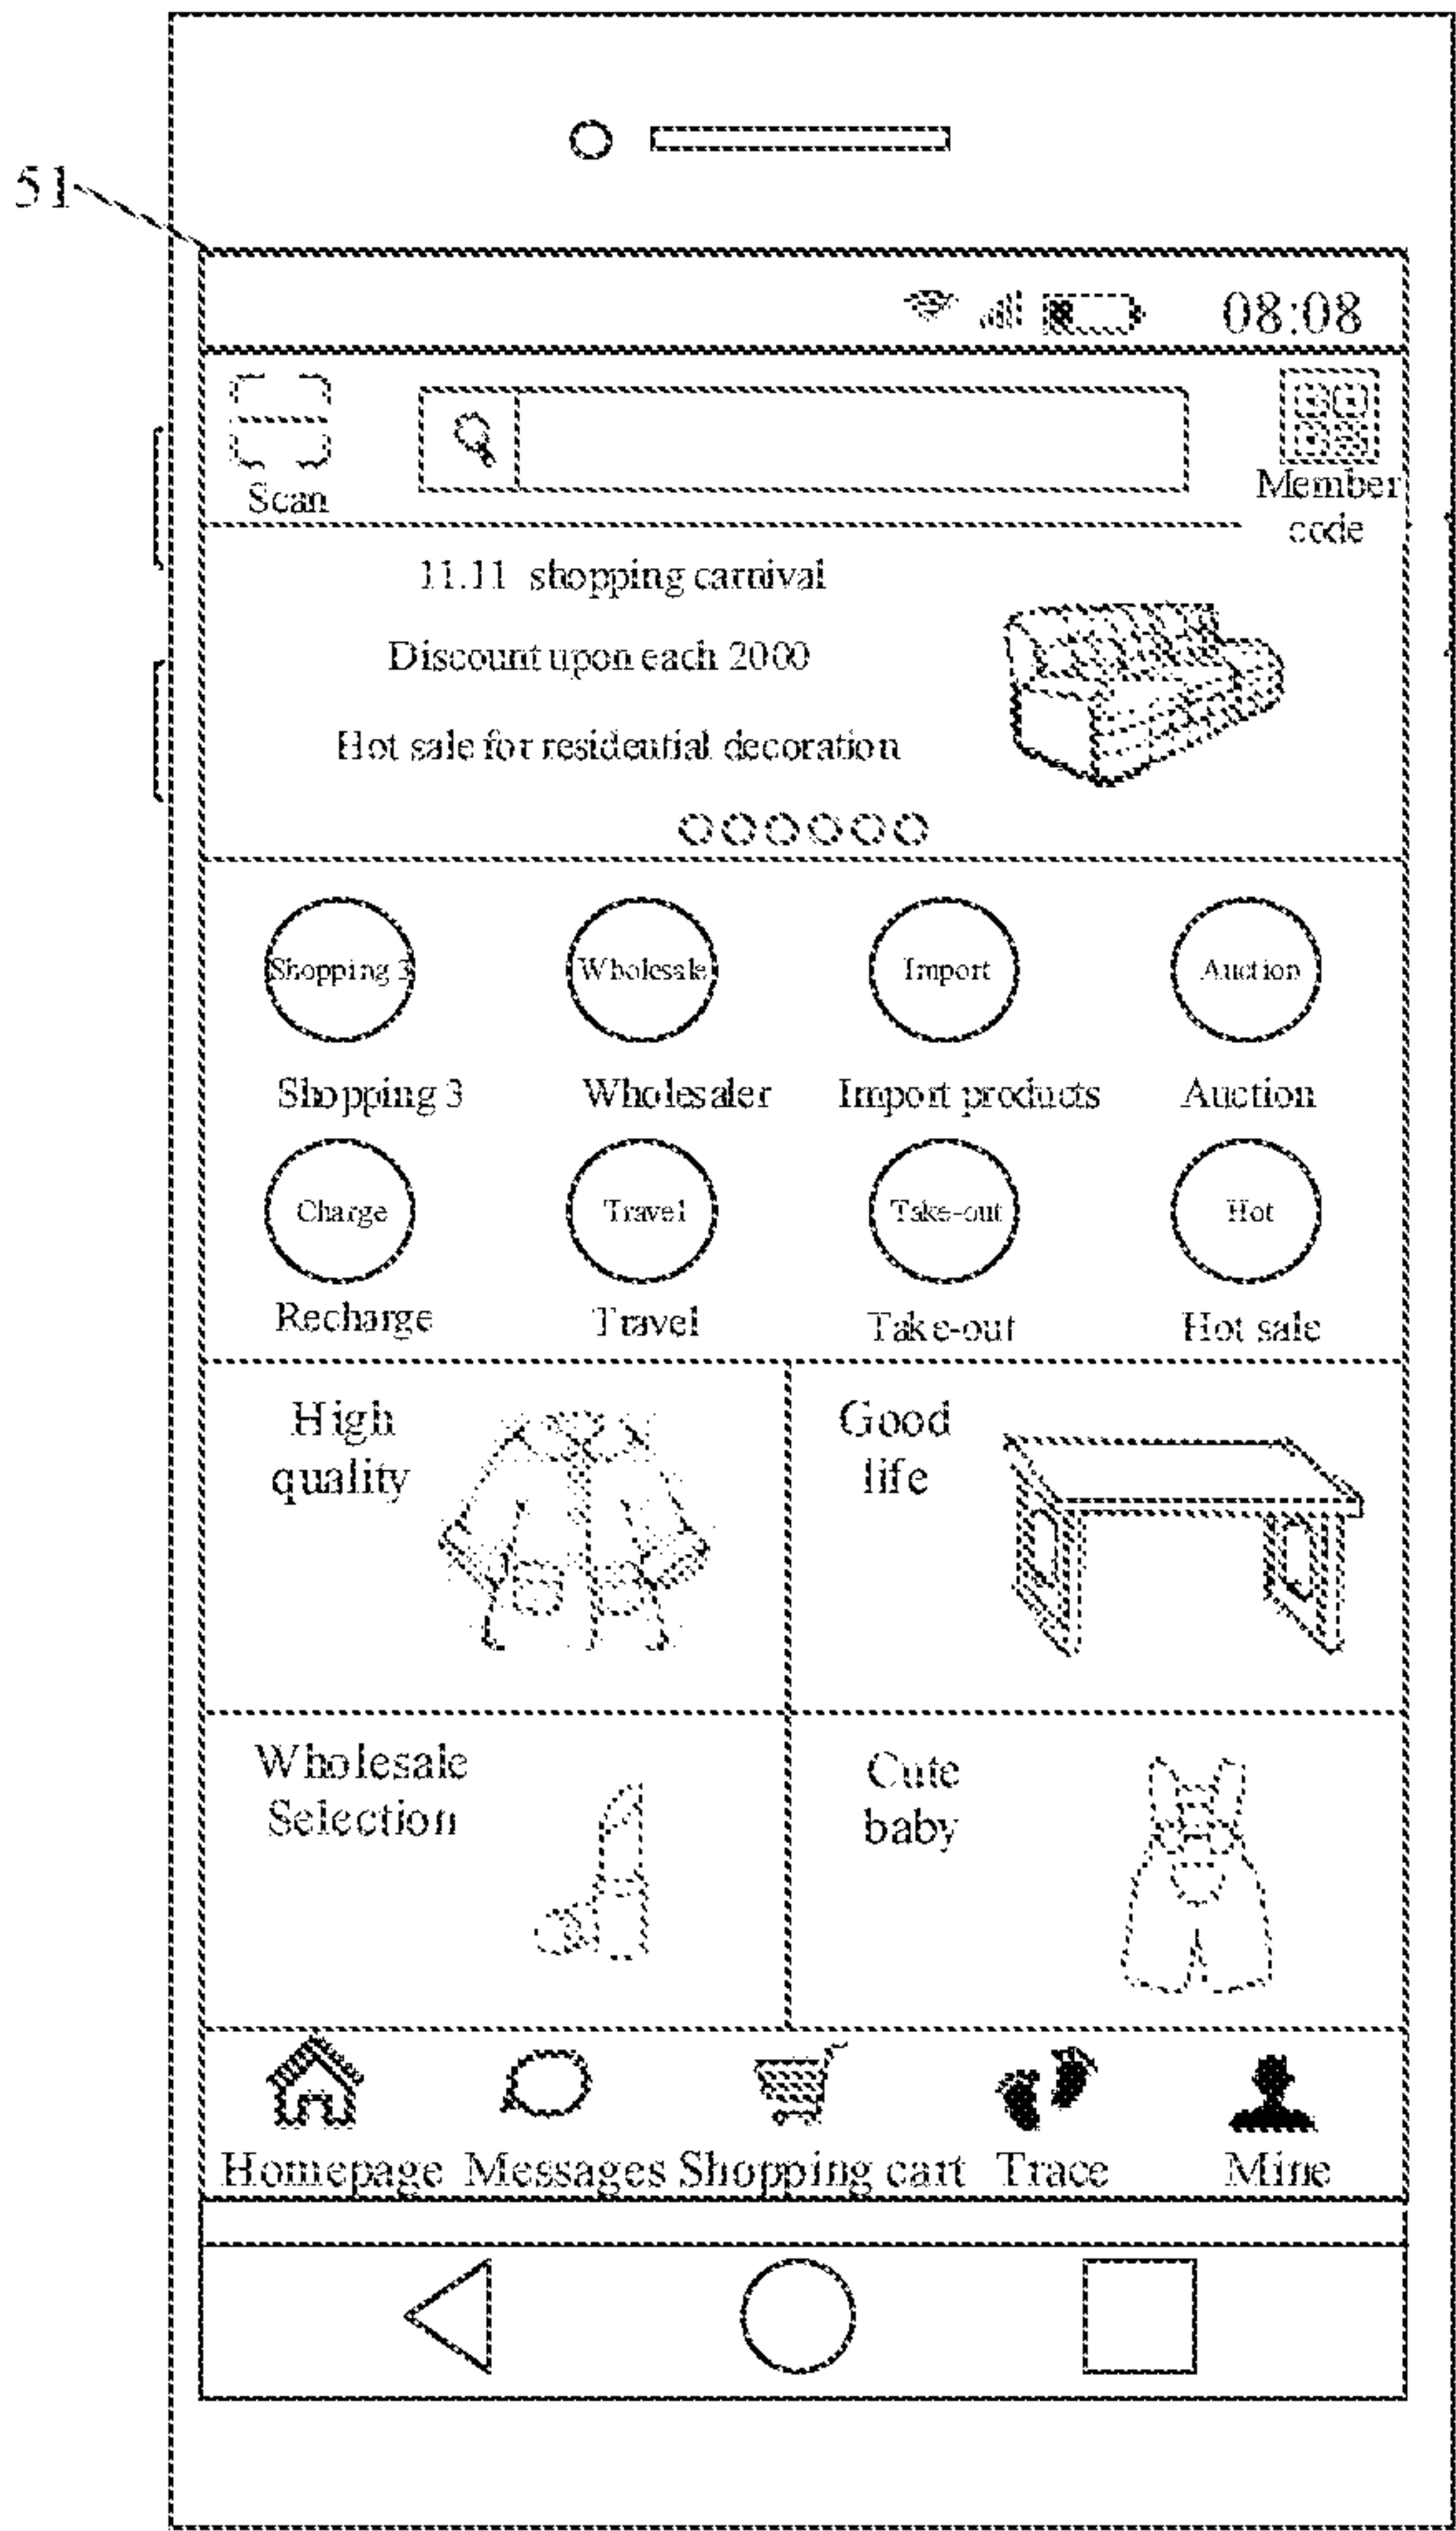 51
08:08
Scan
Member
code
11.11 shopping carnival
Discount upon each 2000
Hot sale for residential decoration
Shopping 3 Wholesale Import Auction
Shopping 3 Wholesaler Import products Auction
Charge Travel Take-out Hot
Recharge Travel Take-out Hot sale
High
quality
Good
life
Wholesale
Selection
Cute
baby
Homepage Messages Shopping cart Trace Mine